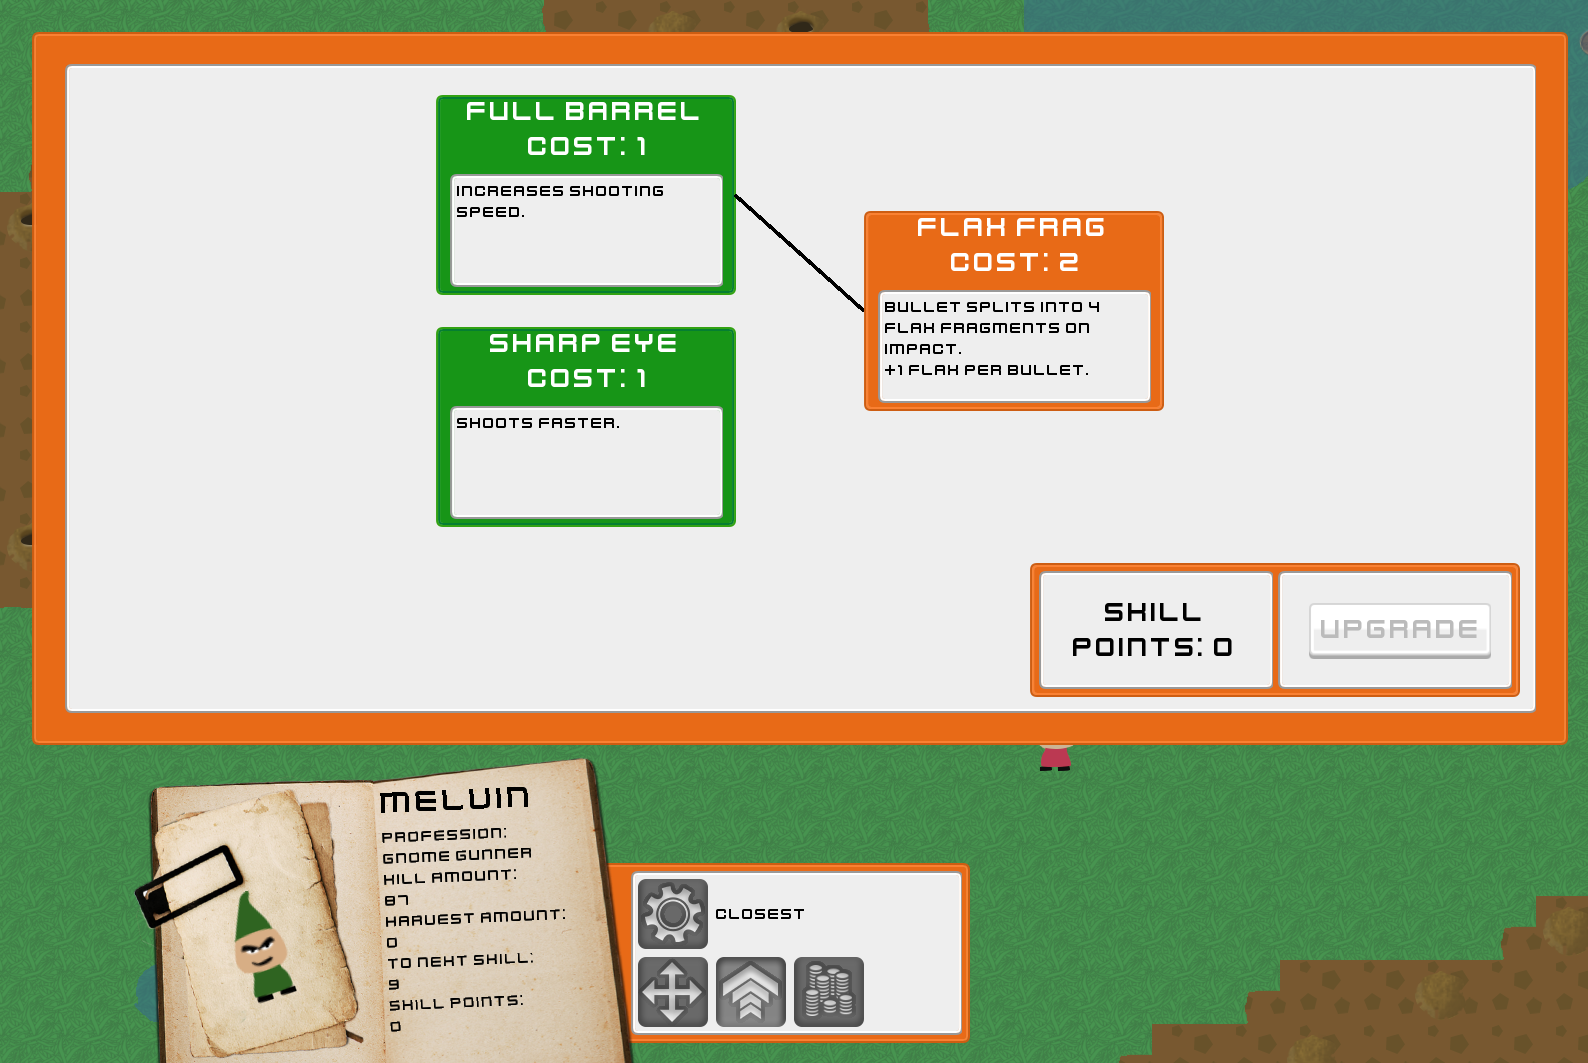 FULL BARREL
COST: 1
INCREASES SHOOTING
SPEED.
FLAK FRAG
COST: 2
BULLET SPLITS INTO 4
FLAK FRAGMENTS ON
IMPACT.
+1 FLAK PER BULLET.
SHARP EYE
COST: 1
SHOOTS FASTER.
SKILL
POINTS: 0
UPGRADE
MELVIN
PROFESSION:
GNOME GUNNER
KILL AMOUNT:
87
HARVEST AMOUNT:
0
TO NEXT SKILL:
9
SKILL POINTS:
0
CLOSEST